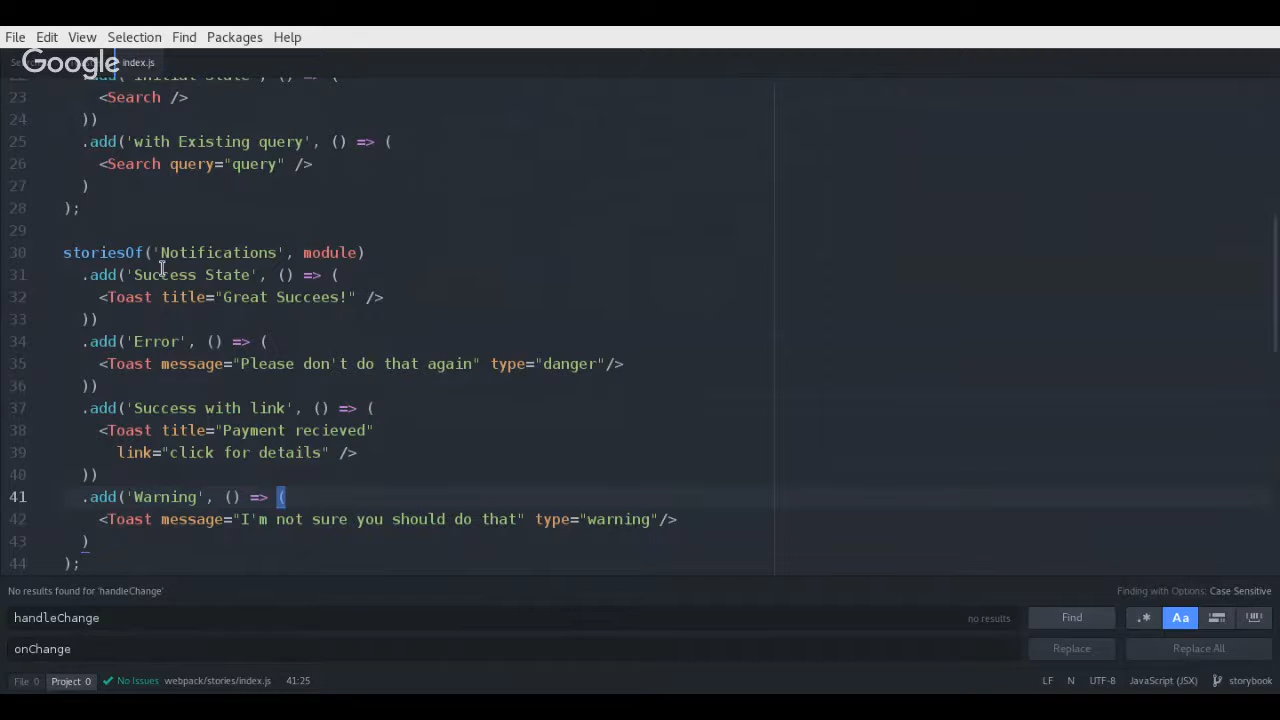 File Edit View Selection Find Packages Help
Google
index.js
.add('Initial State', () => (
23 <Search />
24 ))
25 .add('with Existing query', () => (
26 <Search query="query" />
27 )
28 );
29
30 storiesOf('Notifications', module)
31 .add('Success State', () => (
32 <Toast title="Great Succees!" />
33 ))
34 .add('Error', () => (
35 <Toast message="Please don't do that again" type="danger"/>
36 ))
37 .add('Success with link', () => (
38 <Toast title="Payment recieved"
39 link="click for details" />
40 ))
41 .add('Warning', () => (
42 <Toast message="I'm not sure you should do that" type="warning"/>
43 )
44 );
No results found for 'handleChange' Finding with Options: Case Sensitive
handleChange no results Find .* Aa
onChange Replace Replace All
File 0 Project 0 No Issues webpack/stories/index.js 41:25 LF N UTF-8 JavaScript (JSX) storybook